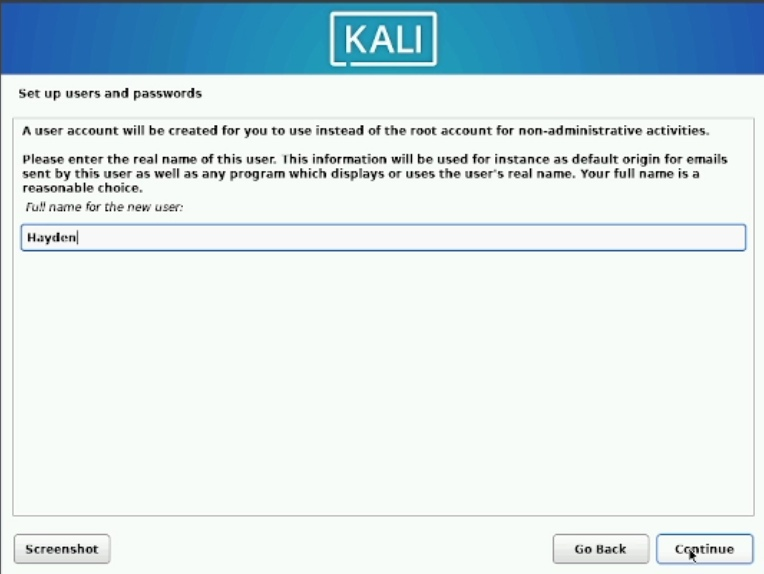 KALI
Set up users and passwords
A user account will be created for you to use instead of the root account for non-administrative activities.
Please enter the real name of this user. This information will be used for instance as default origin for emails
sent by this user as well as any program which displays or uses the user's real name. Your full name is a
reasonable choice.
Full name for the new user:
Hayden
Screenshot
Go Back
Continue